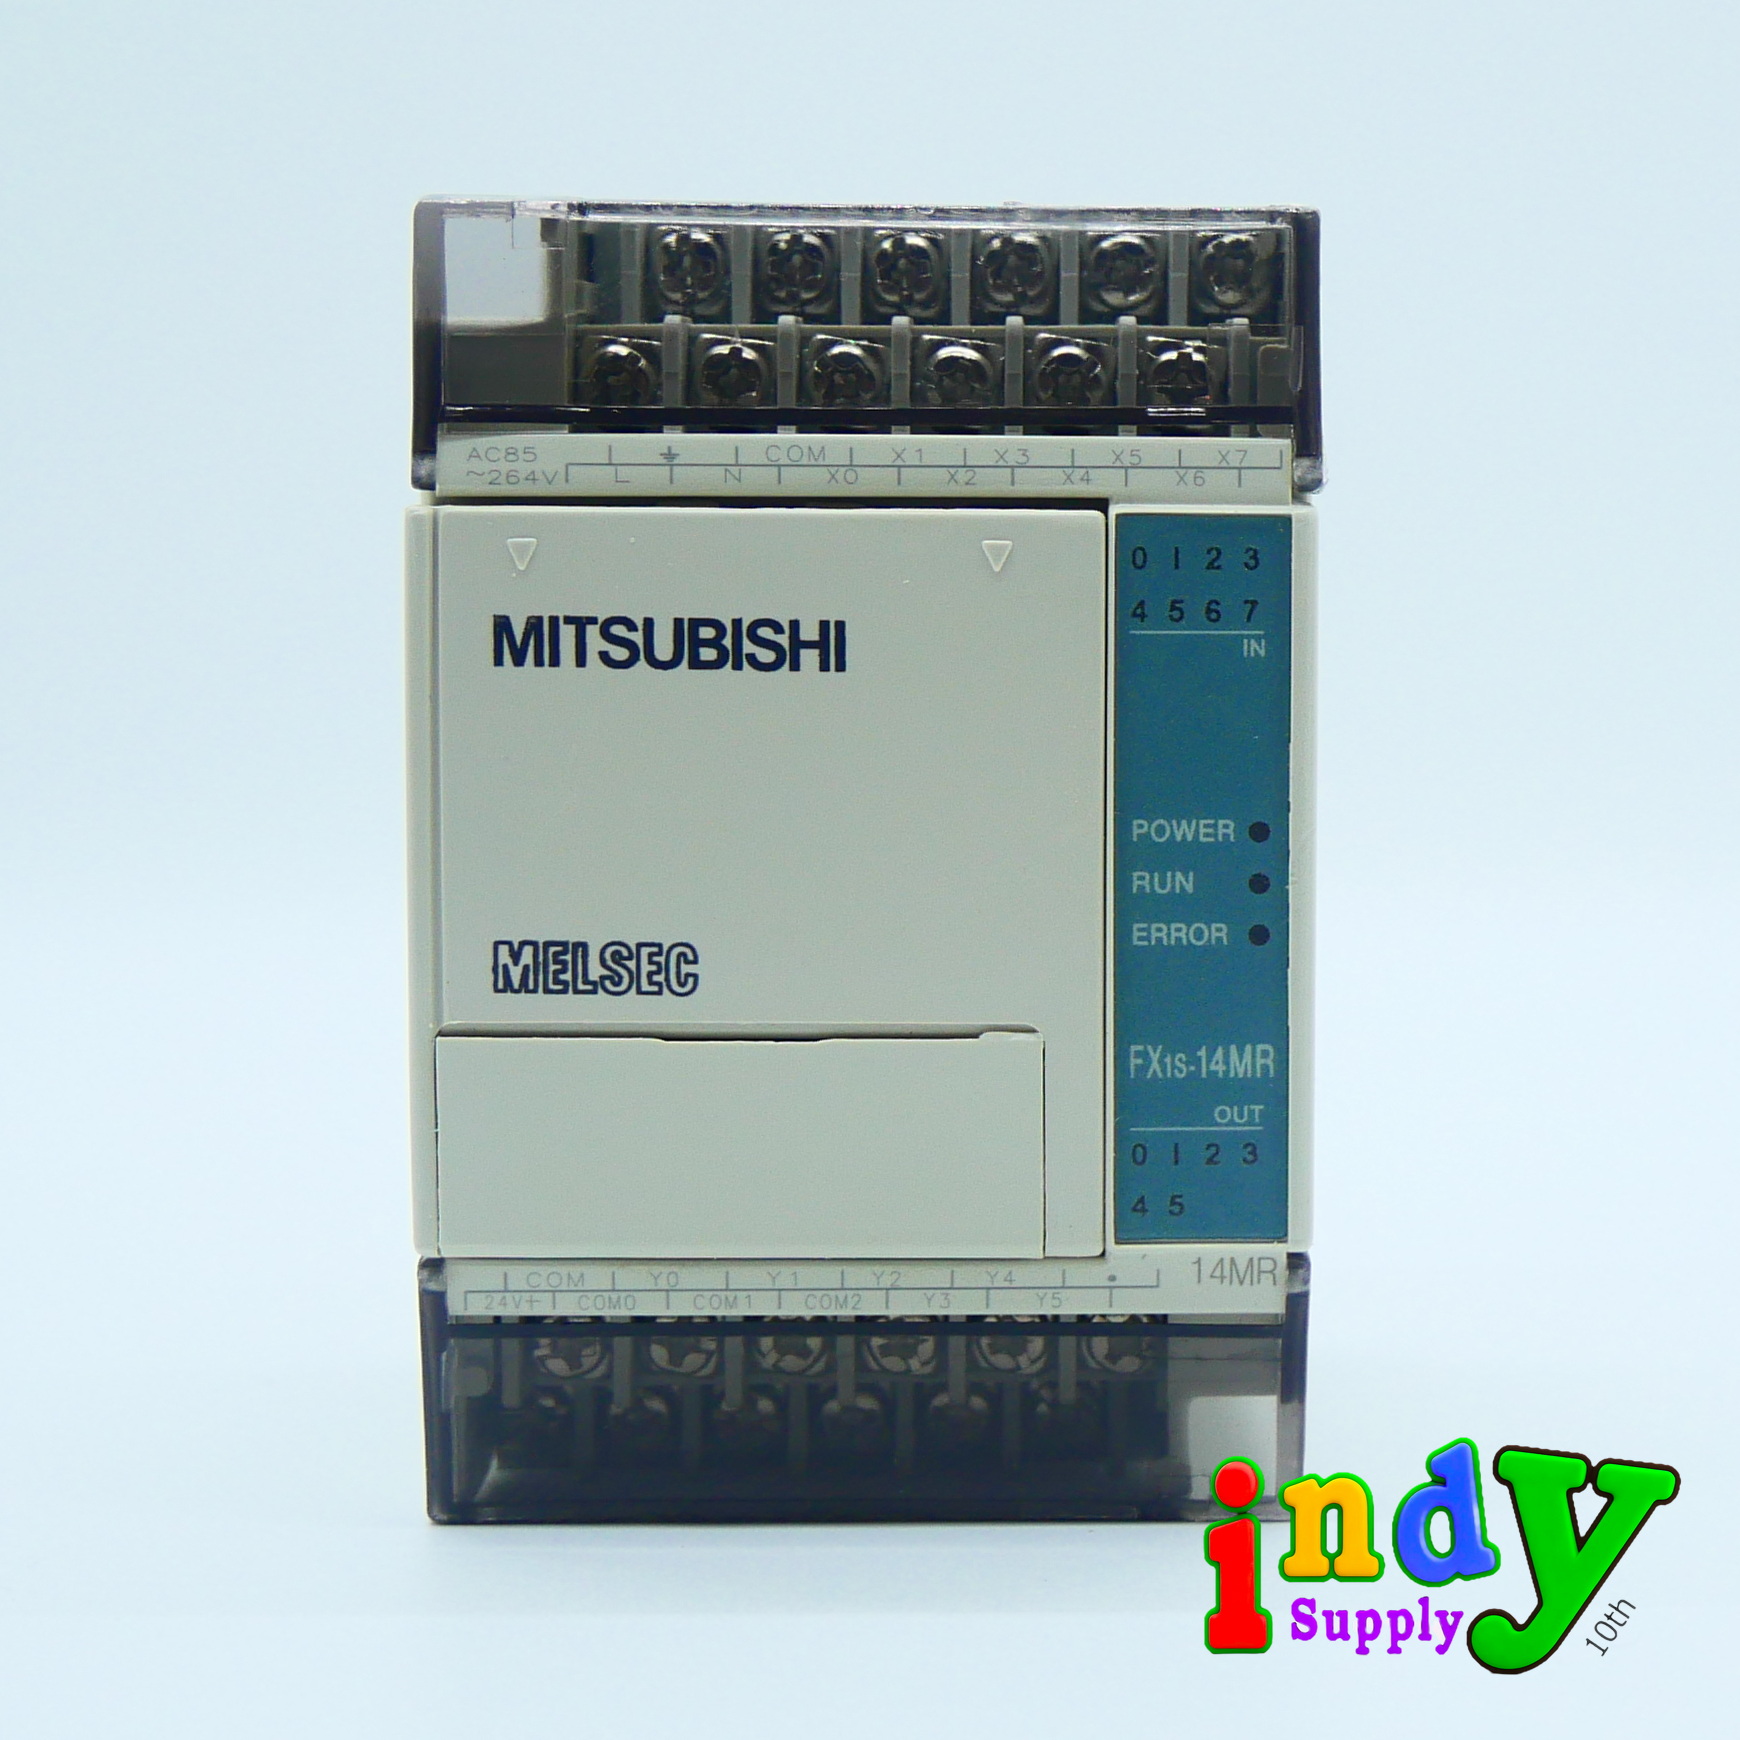 AC85 ⏚ COM X1 X3 X5 X7
~264V L N X0 X2 X4 X6
0 1 2 3
4 5 6 7
IN
MITSUBISHI
POWER
RUN
ERROR
MELSEC
FX1S-14MR
OUT
0 1 2 3
4 5
COM Y0 Y1 Y2 Y4 • 14MR
24V+ COM0 COM1 COM2 Y3 Y5
indy
Supply
10th